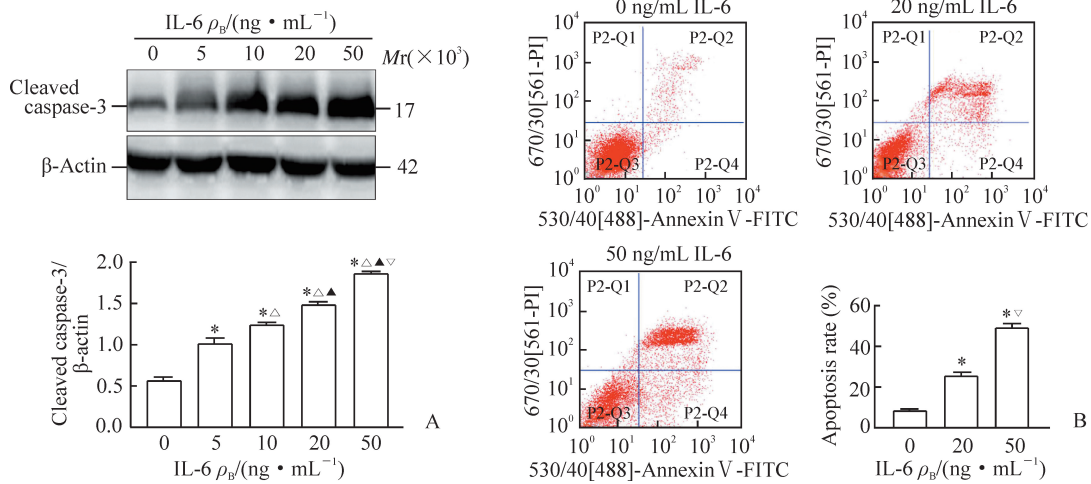 IL-6 ρB/(ng·mL⁻¹)
0 5 10 20 50 Mr(×10³)
Cleaved
caspase-3
17
β-Actin
42
Cleaved caspase-3/
β-actin
2.0
1.5
1.0
0.5
0.0
*
*△
*△▲
*△▲▽
0 5 10 20 50
IL-6 ρB/(ng·mL⁻¹)
A
0 ng/mL IL-6
670/30[561-PI]
10⁴
10³
10²
10¹
10⁰
P2-Q1 P2-Q2
P2-Q3 P2-Q4
10⁰ 10¹ 10² 10³ 10⁴
530/40[488]-Annexin Ⅴ-FITC
20 ng/mL IL-6
670/30[561-PI]
10⁴
10³
10²
10¹
10⁰
P2-Q1 P2-Q2
P2-Q3 P2-Q4
10⁰ 10¹ 10² 10³ 10⁴
530/40[488]-Annexin Ⅴ-FITC
50 ng/mL IL-6
670/30[561-PI]
10⁴
10³
10²
10¹
10⁰
P2-Q1 P2-Q2
P2-Q3 P2-Q4
10⁰ 10¹ 10² 10³ 10⁴
530/40[488]-Annexin Ⅴ-FITC
Apoptosis rate (%)
60
40
20
0
*
*▽
0 20 50
IL-6 ρB/(ng·mL⁻¹)
B